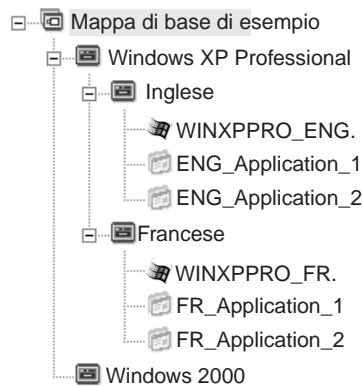 Mappa di base di esempio
Windows XP Professional
Inglese
WINXPPRO_ENG.
ENG_Application_1
ENG_Application_2
Francese
WINXPPRO_FR.
FR_Application_1
FR_Application_2
Windows 2000